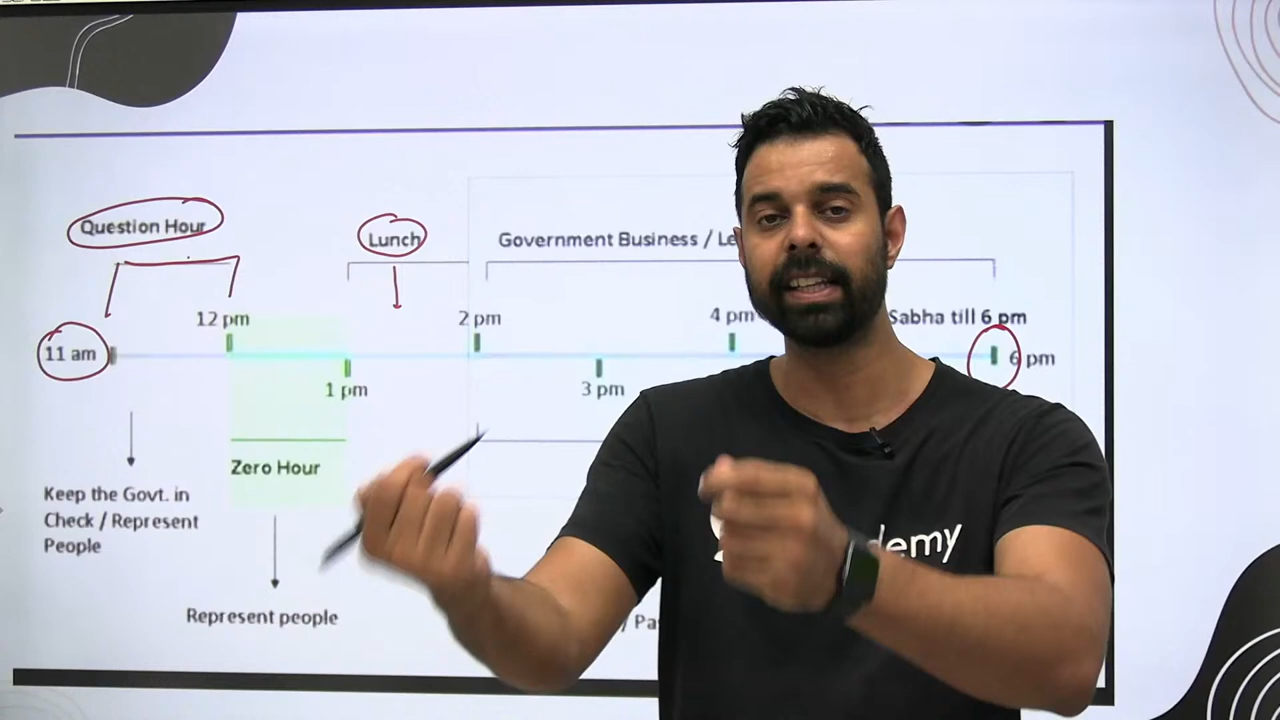 Question Hour
Lunch
Government Business / Le
12 pm
2 pm
4 pm
Sabha till 6 pm
11 am
6 pm
1 pm
3 pm
Zero Hour
Keep the Govt. in
Check / Represent
People
demy
Represent people
/ Pa